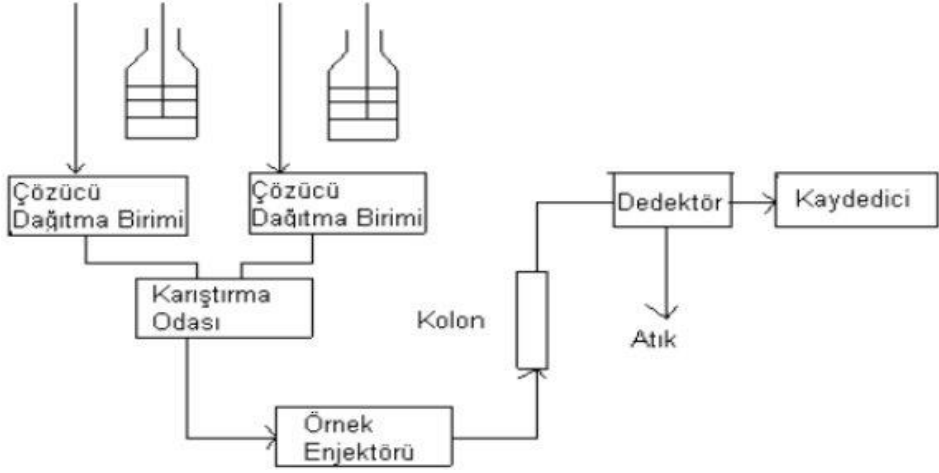 Çözücü
Dağıtma Birimi
Çözücü
Dağıtma Birimi
Karıştırma
Odası
Örnek
Enjektörü
Kolon
Dedektör
Kaydedici
Atık